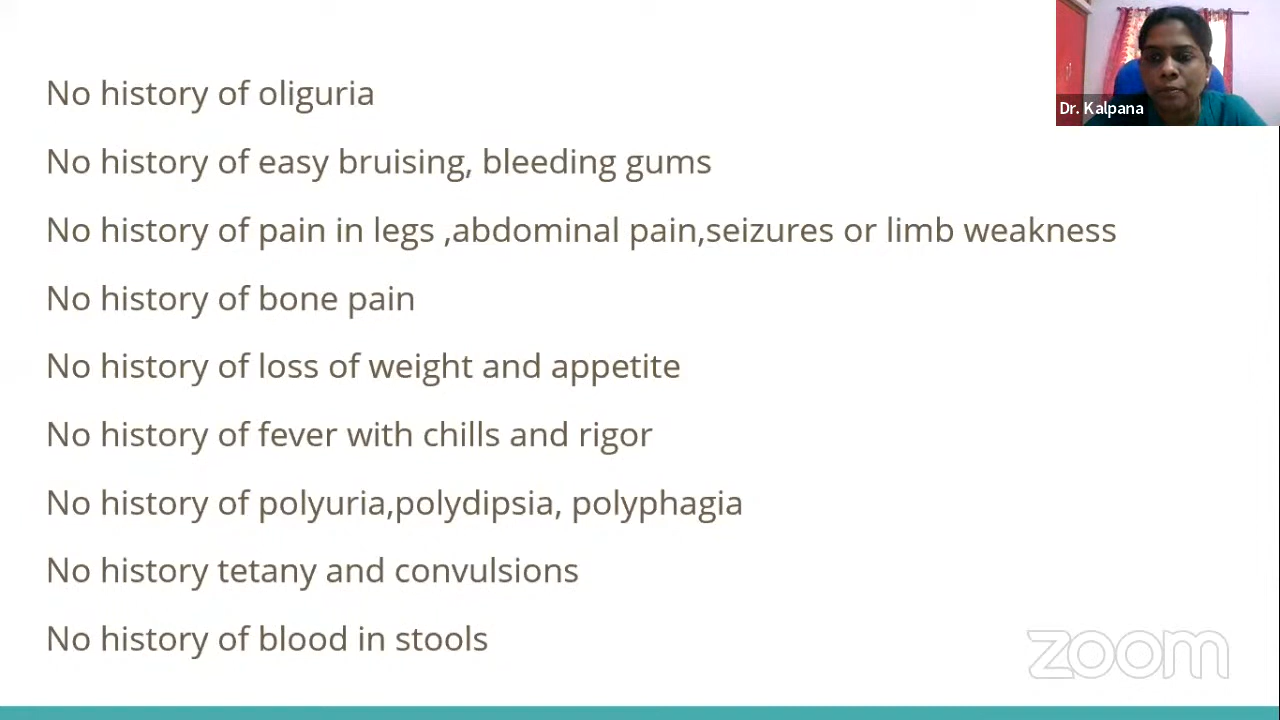 Dr. Kalpana
No history of oliguria
No history of easy bruising, bleeding gums
No history of pain in legs ,abdominal pain,seizures or limb weakness
No history of bone pain
No history of loss of weight and appetite
No history of fever with chills and rigor
No history of polyuria,polydipsia, polyphagia
No history tetany and convulsions
No history of blood in stools
zoom